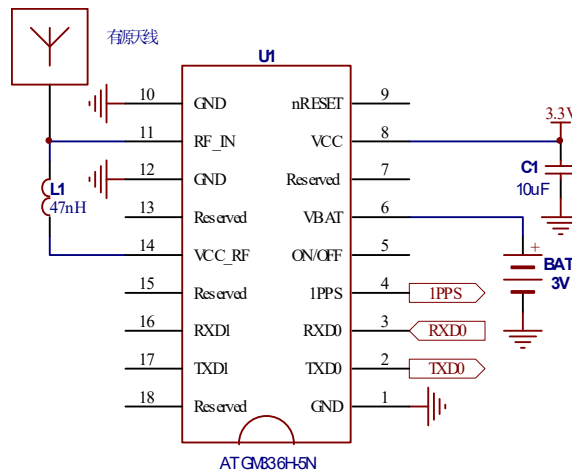 有源天线
U1
10 GND nRESET 9
3.3V
11 RF_IN VCC 8
C1
12 GND Reserved 7
10uF
L1
47nH
13 Reserved VBAT 6
+
14 VCC_RF ON/OFF 5
BAT
3V
15 Reserved 1PPS 4 1PPS
16 RXD1 RXD0 3 RXD0
17 TXD1 TXD0 2 TXD0
18 Reserved GND 1
ATGM336H-5N